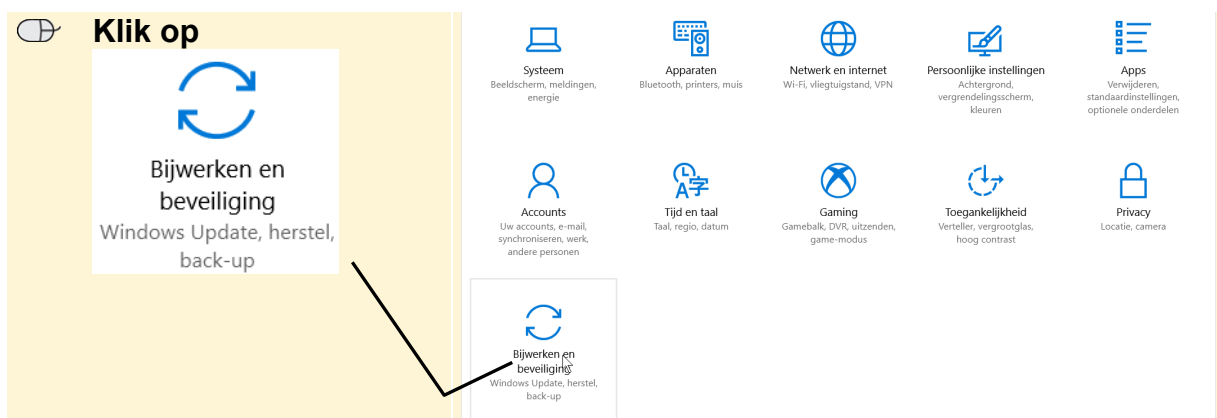 Klik op
Bijwerken en
beveiliging
Windows Update, herstel,
back-up
Systeem
Beeldscherm, meldingen,
energie
Apparaten
Bluetooth, printers, muis
Netwerk en internet
Wi-Fi, vliegtuigstand, VPN
Persoonlijke instellingen
Achtergrond,
vergrendelingsscherm,
kleuren
Apps
Verwijderen,
standaardinstellingen,
optionele onderdelen
Accounts
Uw accounts, e-mail,
synchroniseren, werk,
andere personen
Tijd en taal
Taal, regio, datum
Gaming
Gamebalk, DVR, uitzenden,
game-modus
Toegankelijkheid
Verteller, vergrootglas,
hoog contrast
Privacy
Locatie, camera
Bijwerken en
beveiliging
Windows Update, herstel,
back-up